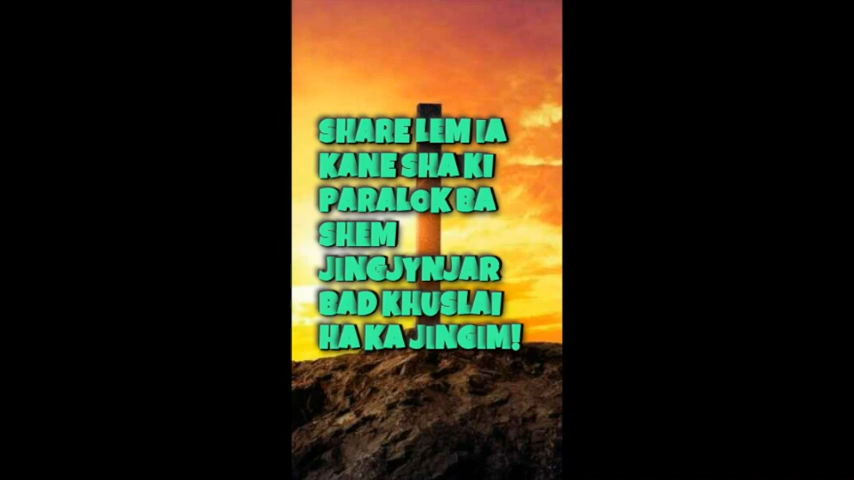 SHARE LEM IA
KANE SHA KI
PARALOK BA
SHEM
JINGJYNJAR
BAD KHUSLAI
HA KA JINGIM!